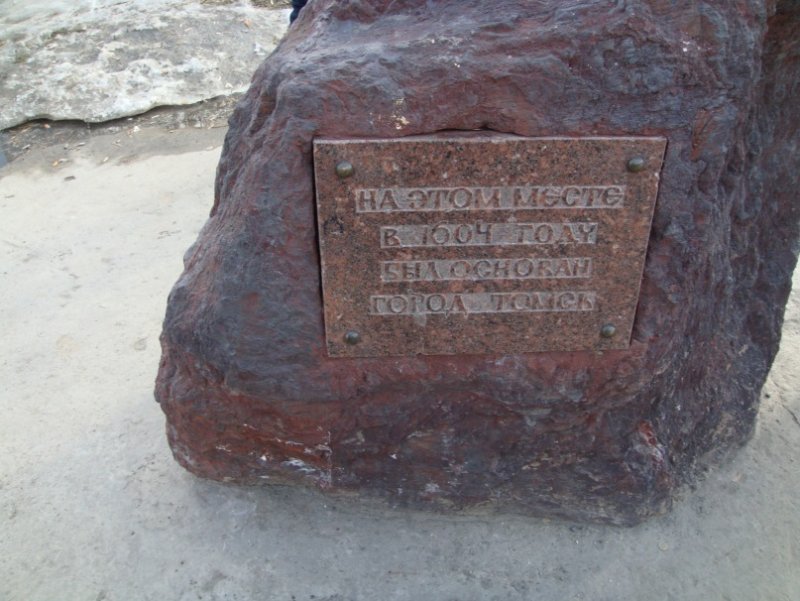 НА ЭТОМ МЕСТЕ
В 1604 ГОДУ
БЫЛ ОСНОВАН
ГОРОД ТОМСК